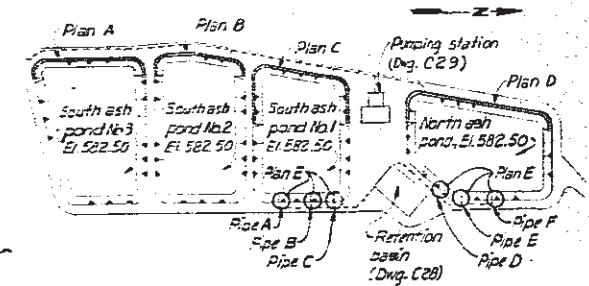 Z
Plan A
Plan B
Plan C
Pumping station
(Dwg. C29)
Plan D
South ash
pond No.3
El. 582.50
South ash
pond No.2
El. 582.50
South ash
pond No.1
El. 582.50
North ash
pond, El. 582.50
Plan E
Plan E
Pipe A
Pipe B
Pipe C
Retention
basin
(Dwg. C28)
Pipe D
Pipe E
Pipe F